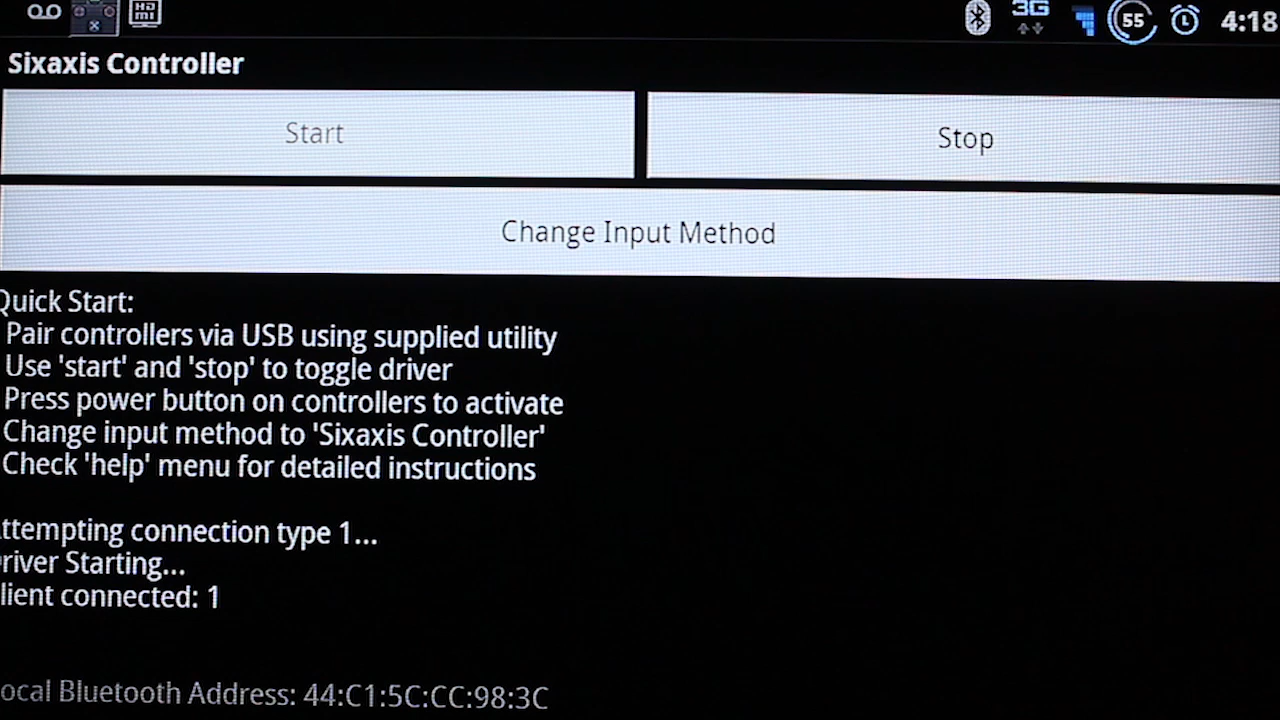 HDMI
3G
55
4:18
Sixaxis Controller
Start
Stop
Change Input Method
Quick Start:
Pair controllers via USB using supplied utility
Use 'start' and 'stop' to toggle driver
Press power button on controllers to activate
Change input method to 'Sixaxis Controller'
Check 'help' menu for detailed instructions
ttempting connection type 1...
river Starting...
lient connected: 1
ocal Bluetooth Address: 44:C1:5C:CC:98:3C